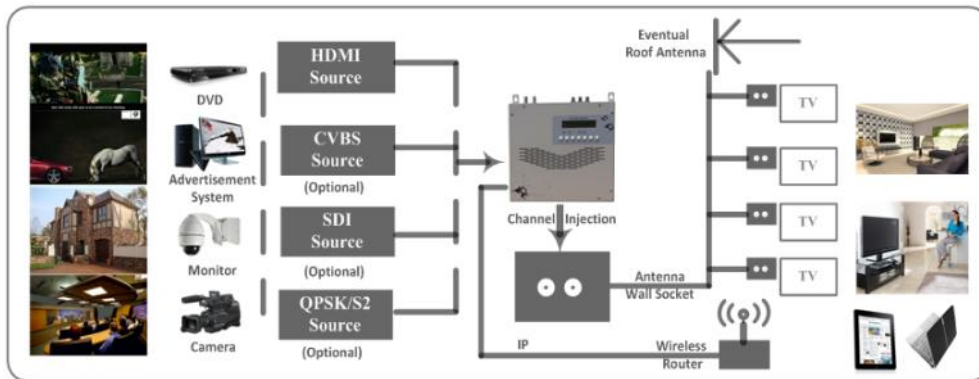 DVD
Advertisement
System
Monitor
Camera
HDMI
Source
CVBS
Source
(Optional)
SDI
Source
(Optional)
QPSK/S2
Source
(Optional)
Channel Injection
IP
Eventual
Roof Antenna
Antenna
Wall Socket
Wireless
Router
TV
TV
TV
TV